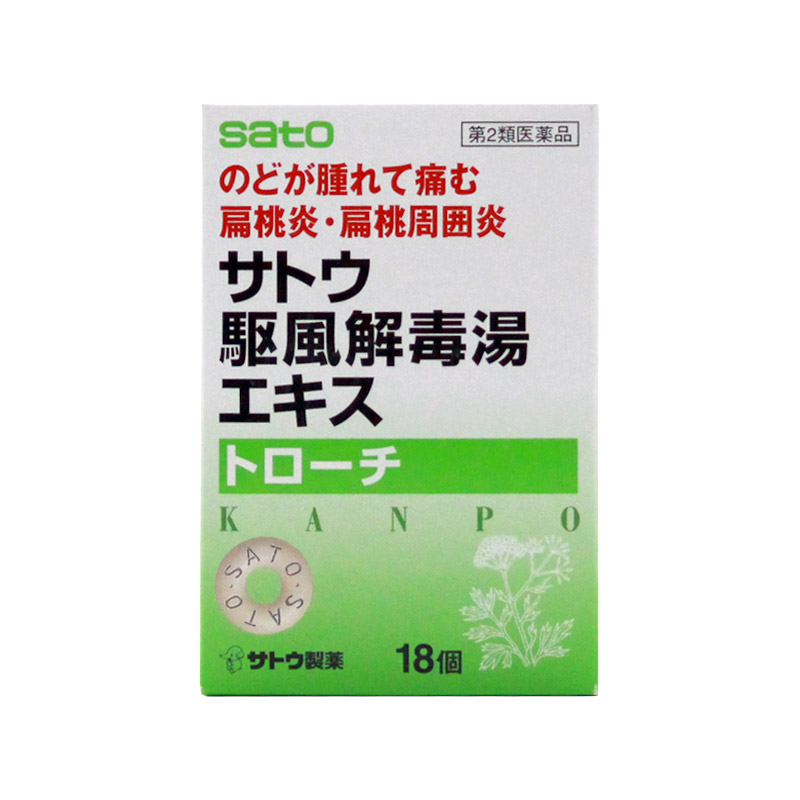 sato
第2類医薬品
のどが腫れて痛む
扁桃炎・扁桃周囲炎
サトウ
駆風解毒湯
エキス
トローチ
KANPO
SATO・SATO・
サトウ製薬
18個